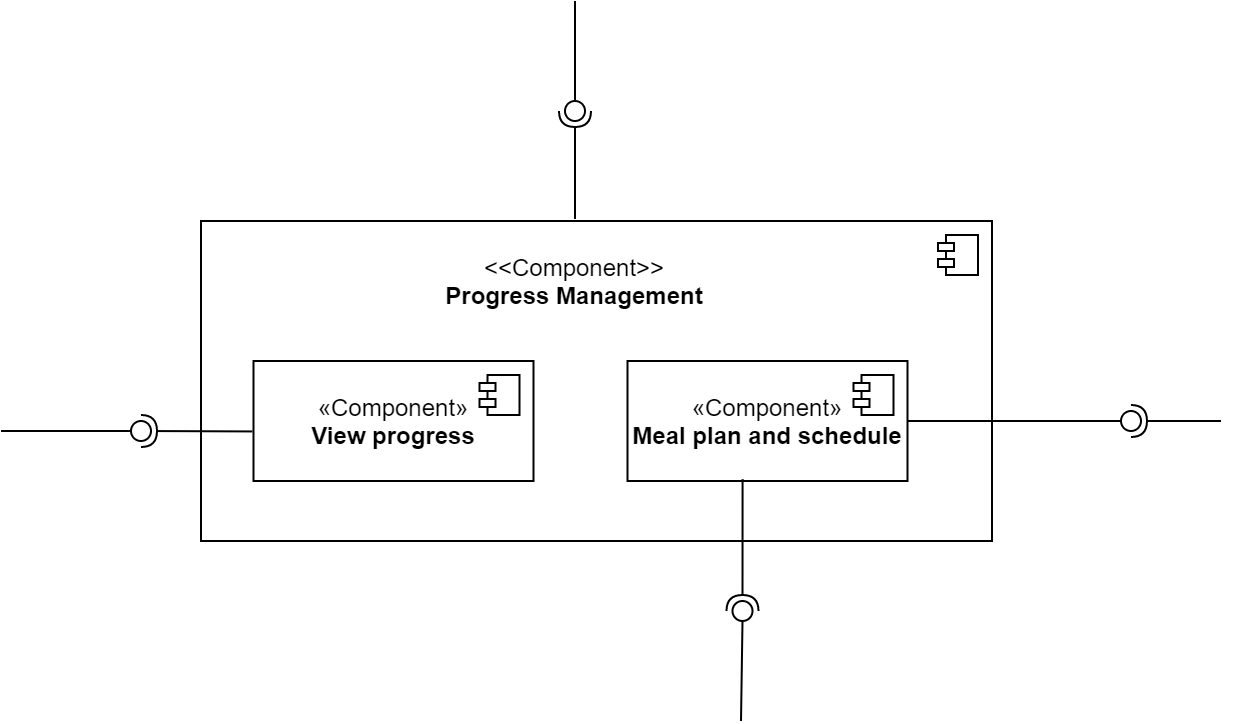 <<Component>>
Progress Management
«Component»
View progress
«Component»
Meal plan and schedule